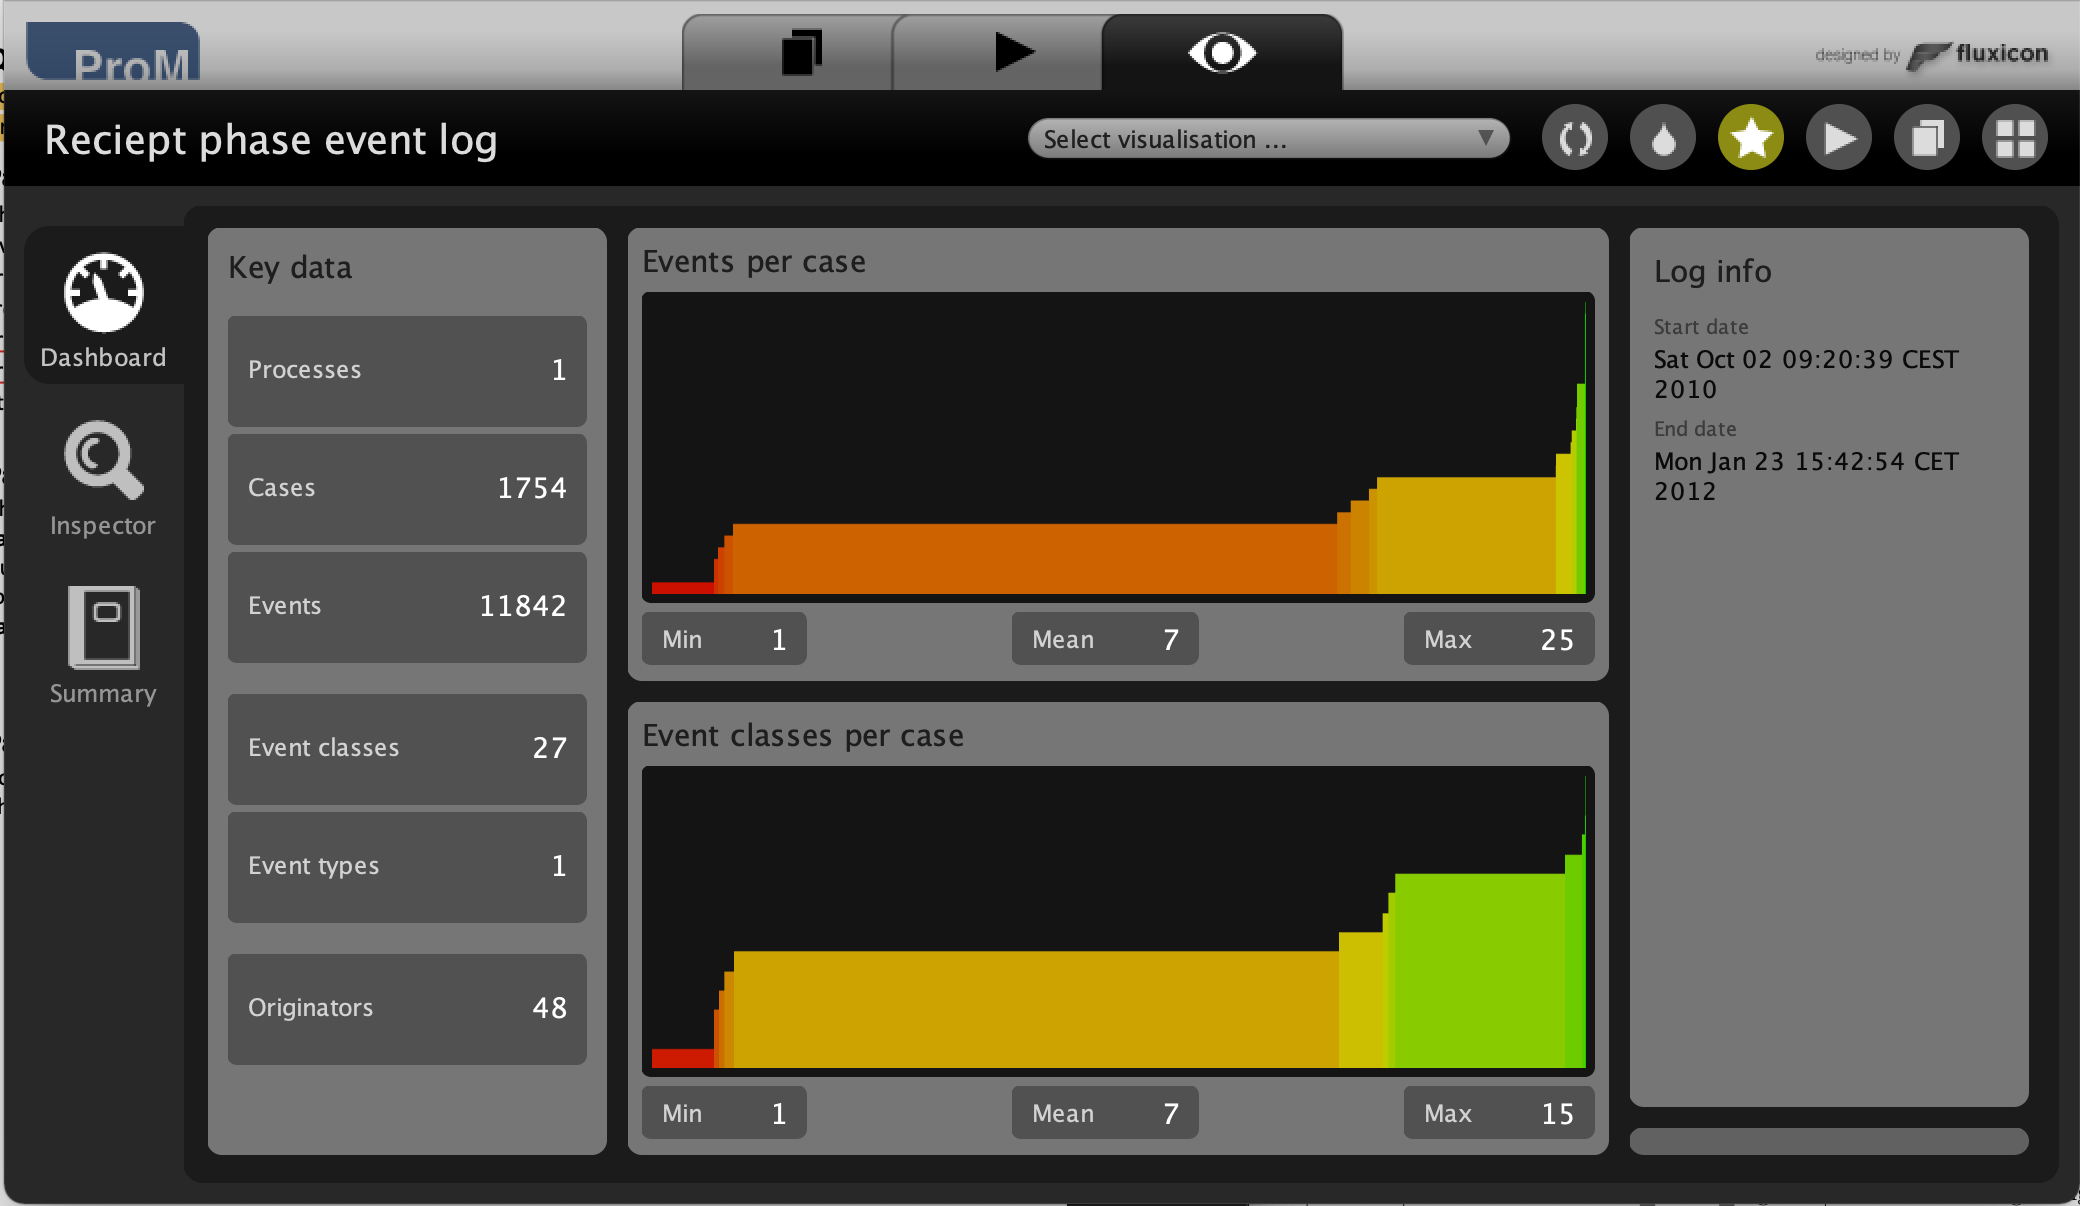 ProM
designed by fluxicon
Reciept phase event log
Select visualisation ...
Dashboard
Inspector
Summary
Key data
Processes 1
Cases 1754
Events 11842
Event classes 27
Event types 1
Originators 48
Events per case
Min 1 Mean 7 Max 25
Event classes per case
Min 1 Mean 7 Max 15
Log info
Start date
Sat Oct 02 09:20:39 CEST
2010
End date
Mon Jan 23 15:42:54 CET
2012